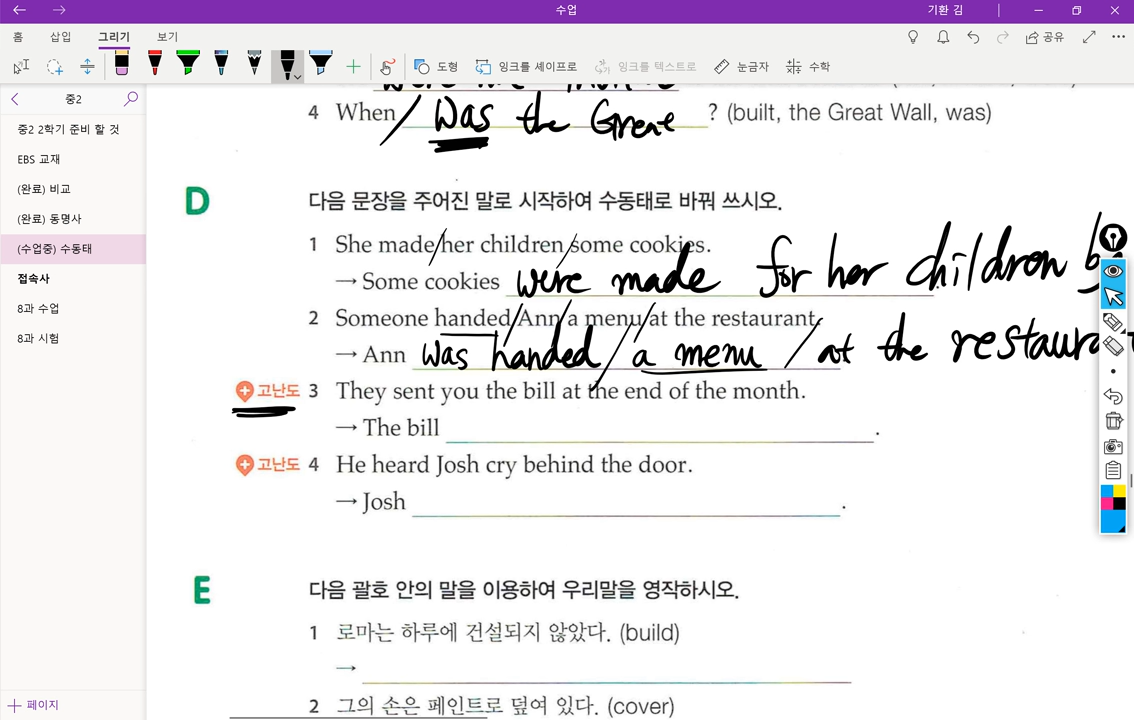 수업
기환 김
홈 삽입 그리기 보기
공유
도형 잉크를 셰이프로 잉크를 텍스트로 눈금자 수학
중2
중2 2학기 준비 할 것
EBS 교재
(완료) 비교
(완료) 동명사
(수업중) 수동태
접속사
8과 수업
8과 시험
페이지
4 When / was the Great ? (built, the Great Wall, was)
D 다음 문장을 주어진 말로 시작하여 수동태로 바꿔 쓰시오.
1 She made/her children/some cookies.
→ Some cookies were made for her children
2 Someone handed/Ann/a menu/at the restaurant.
→ Ann was handed / a menu / at the restaurant
+고난도 3 They sent you the bill at the end of the month.
→ The bill .
+고난도 4 He heard Josh cry behind the door.
→ Josh .
E 다음 괄호 안의 말을 이용하여 우리말을 영작하시오.
1 로마는 하루에 건설되지 않았다. (build)
→
2 그의 손은 페인트로 덮여 있다. (cover)